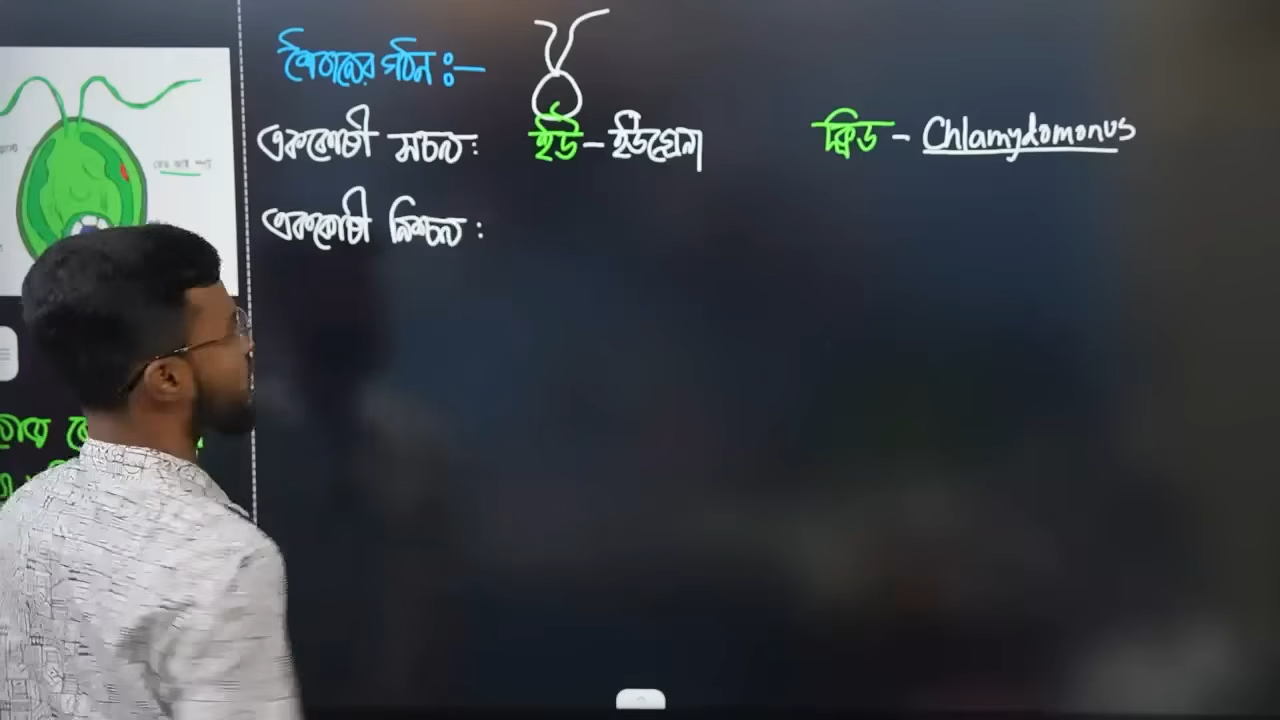 শৈবালের গঠন :—
এককোষী সচল : ইউ – ইউগ্লেনা ক্লিড – Chlamydomonus
এককোষী নিশ্চল :